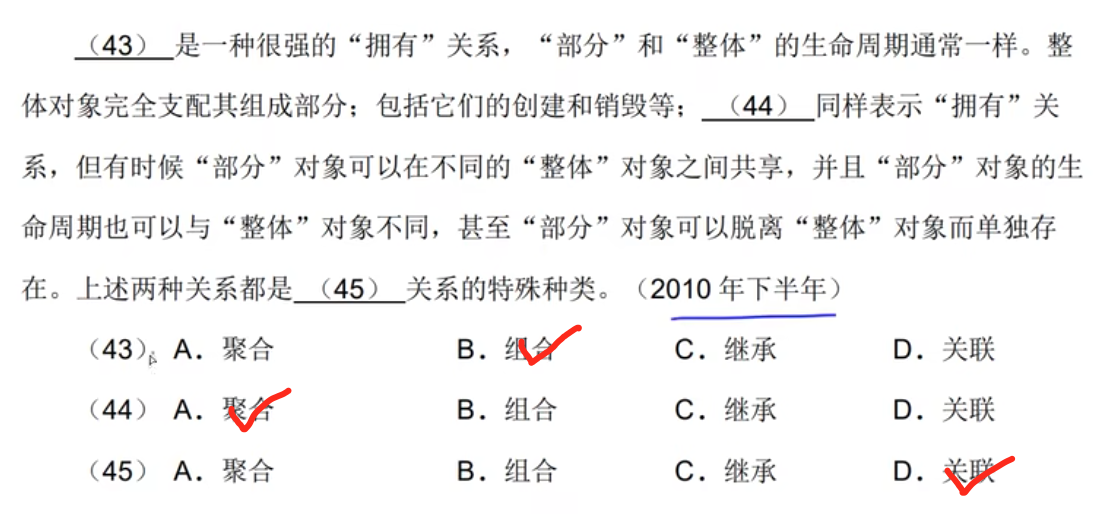 （43） 是一种很强的“拥有”关系，“部分”和“整体”的生命周期通常一样。整
体对象完全支配其组成部分；包括它们的创建和销毁等； （44） 同样表示“拥有”关
系，但有时候“部分”对象可以在不同的“整体”对象之间共享，并且“部分”对象的生
命周期也可以与“整体”对象不同，甚至“部分”对象可以脱离“整体”对象而单独存
在。上述两种关系都是 （45） 关系的特殊种类。（2010 年下半年）
（43） A．聚合 B．组合 C．继承 D．关联
（44） A．聚合 B．组合 C．继承 D．关联
（45） A．聚合 B．组合 C．继承 D．关联